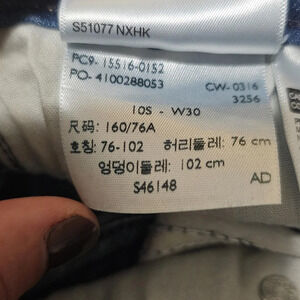 S51077 NXHK
PC9- 15516-0152
PO- 4100288053
CW-0316
3256
10S - W30
尺码: 160/76A
호칭: 76-102 허리둘레: 76 cm
엉덩이둘레: 102 cm
S46148 AD